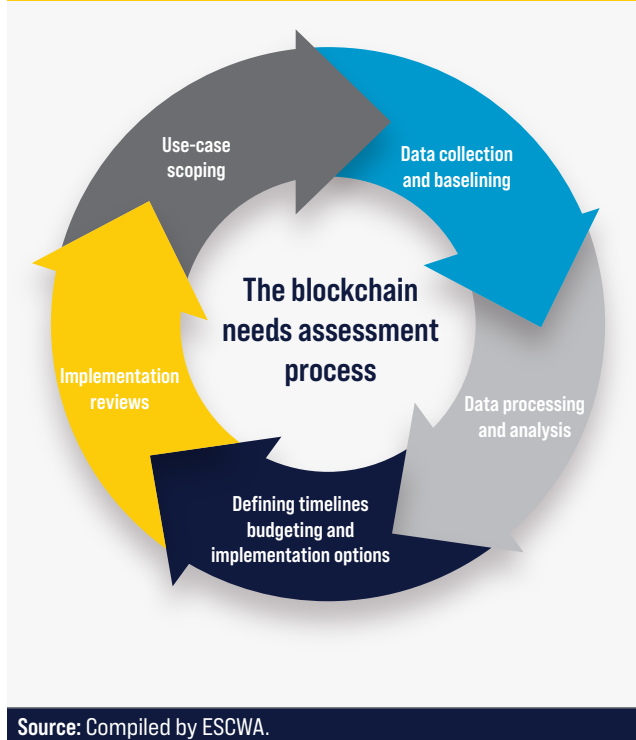 Use-case
scoping
Data collection
and baselining
The blockchain
needs assessment
process
Implementation
reviews
Data processing
and analysis
Defining timelines
budgeting and
implementation options
Source: Compiled by ESCWA.